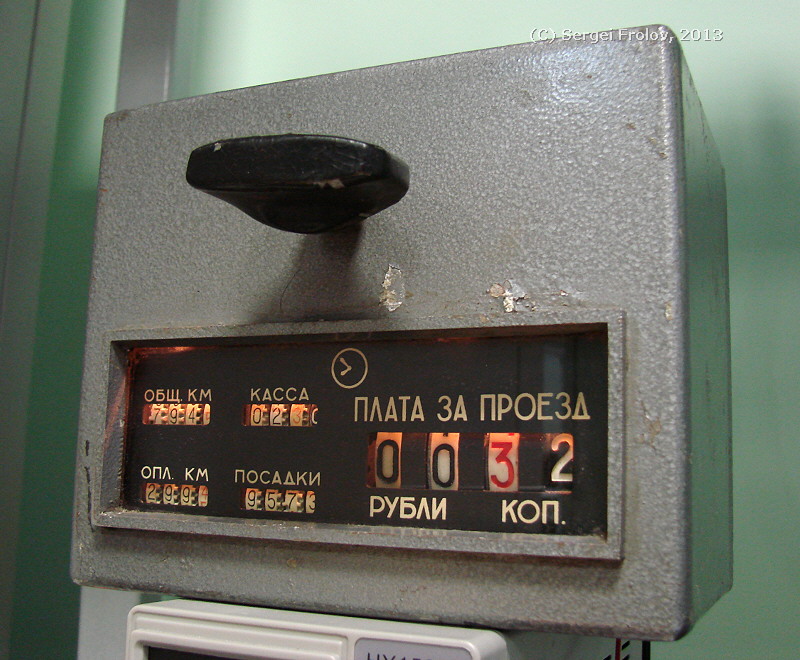 (C) Sergei Frolov, 2013
ОБЩ. КМ
КАССА
ПЛАТА ЗА ПРОЕЗД
0 0 3 2
ОПЛ. КМ
ПОСАДКИ
РУБЛИ
КОП.